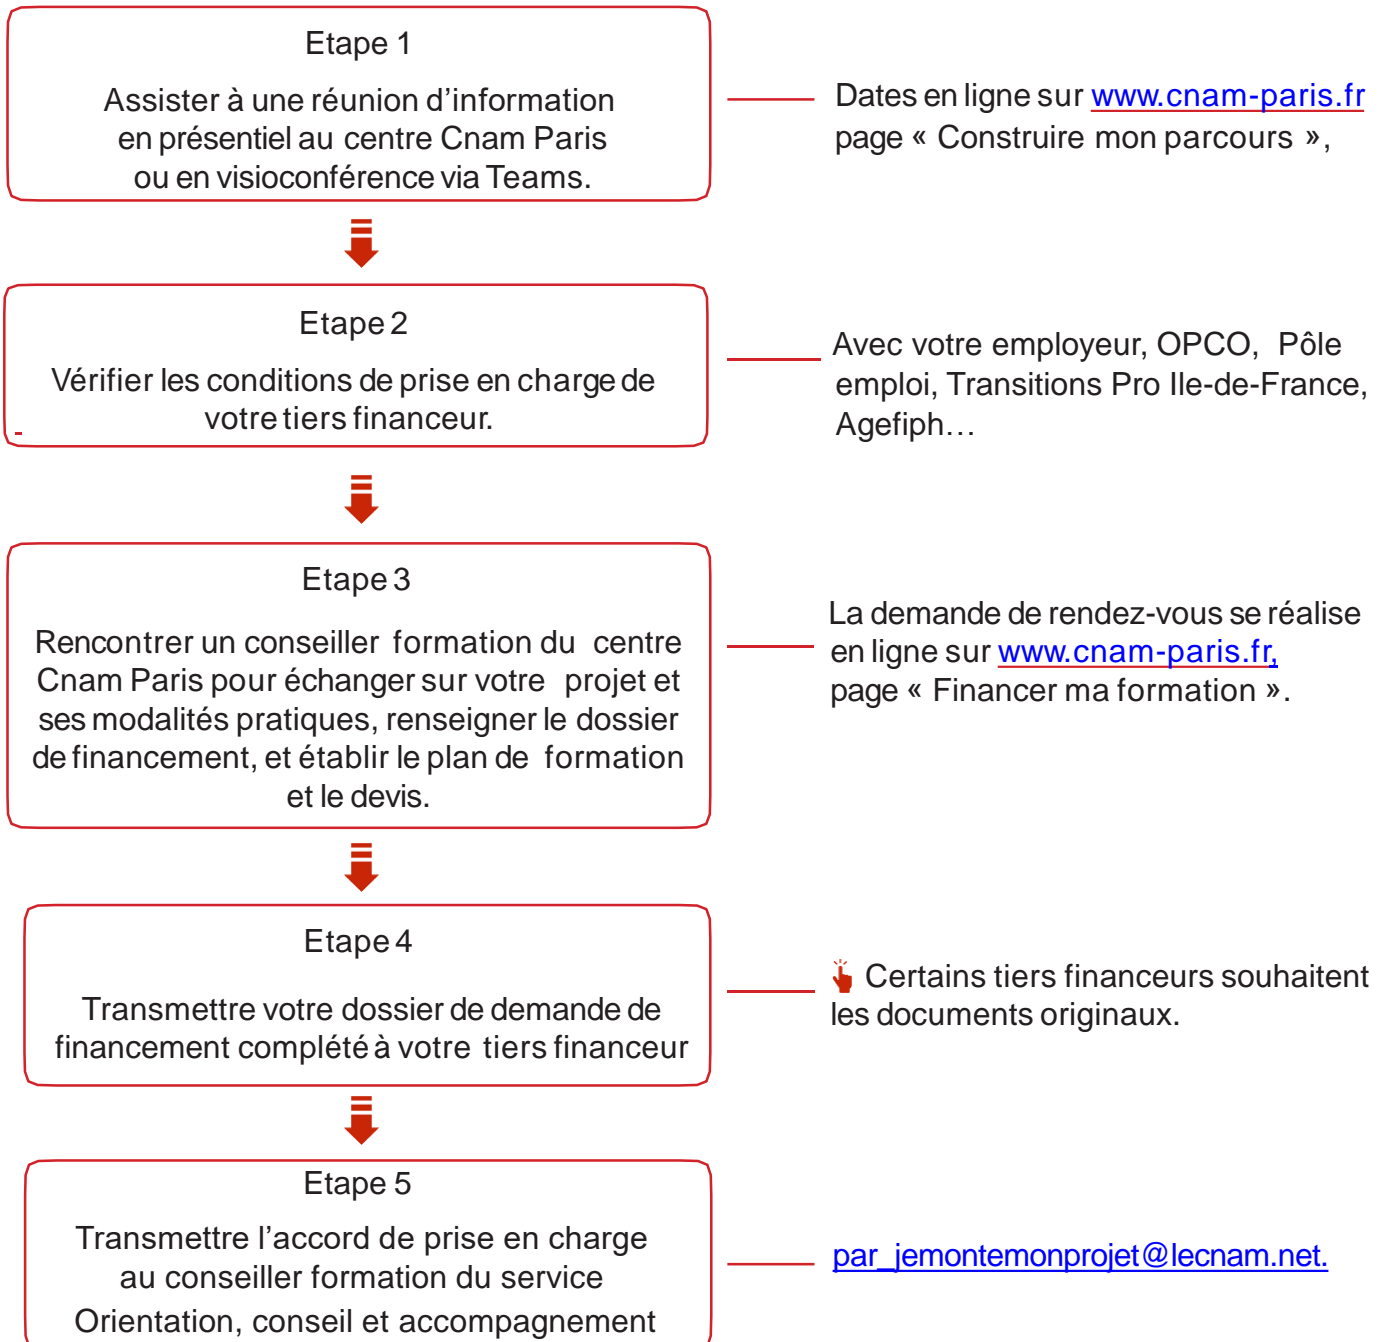 Etape 1
Assister à une réunion d’information
en présentiel au centre Cnam Paris
ou en visioconférence via Teams.
Dates en ligne sur www.cnam-paris.fr
page « Construire mon parcours »,
Etape 2
Vérifier les conditions de prise en charge de
votre tiers financeur.
Avec votre employeur, OPCO, Pôle
emploi, Transitions Pro Ile-de-France,
Agefiph…
Etape 3
Rencontrer un conseiller formation du centre
Cnam Paris pour échanger sur votre projet et
ses modalités pratiques, renseigner le dossier
de financement, et établir le plan de formation
et le devis.
La demande de rendez-vous se réalise
en ligne sur www.cnam-paris.fr,
page « Financer ma formation ».
Etape 4
Transmettre votre dossier de demande de
financement complété à votre tiers financeur
Certains tiers financeurs souhaitent
les documents originaux.
Etape 5
Transmettre l’accord de prise en charge
au conseiller formation du service
Orientation, conseil et accompagnement
par_jemontemonprojet@lecnam.net.